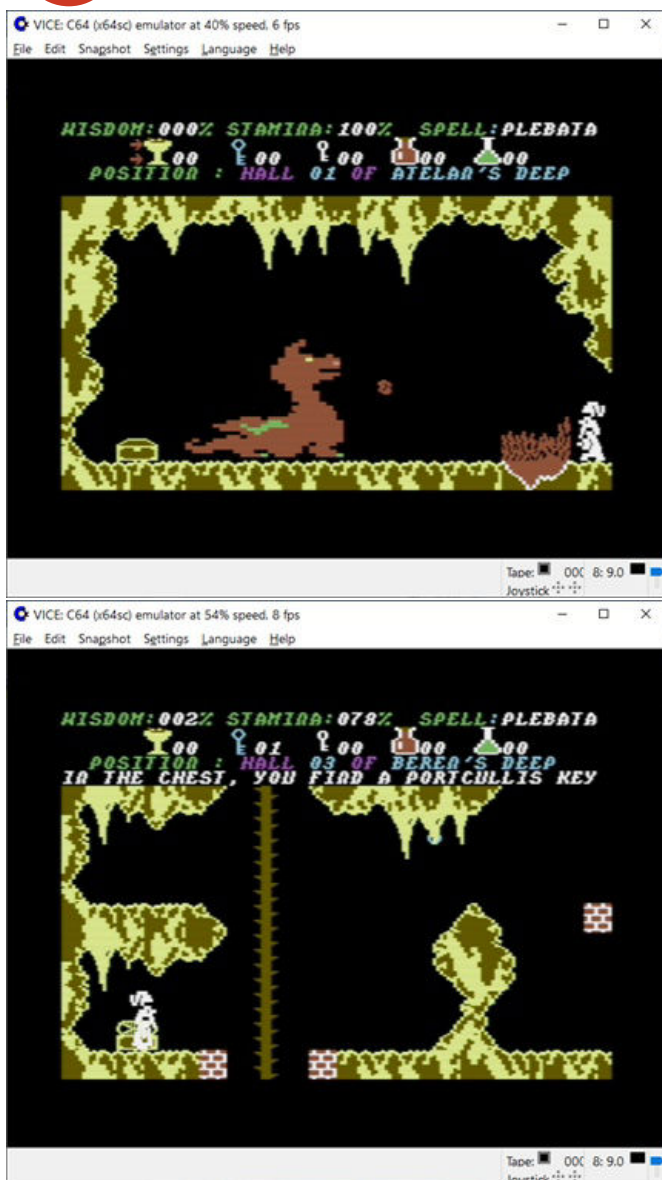 VICE: C64 (x64sc) emulator at 40% speed, 6 fps
File Edit Snapshot Settings Language Help
WISDOM:000% STAMINA:100% SPELL:PLEBATA
00 00 00 00 00
POSITION : HALL 01 OF ATELAN'S DEEP
Tape: 000 8: 9.0
Joystick
VICE: C64 (x64sc) emulator at 54% speed, 8 fps
File Edit Snapshot Settings Language Help
WISDOM:002% STAMINA:078% SPELL:PLEBATA
00 01 00 00 00
POSITION : HALL 03 OF BEREN'S DEEP
IN THE CHEST, YOU FIND A PORTCULLIS KEY
Tape: 000 8: 9.0
Joystick